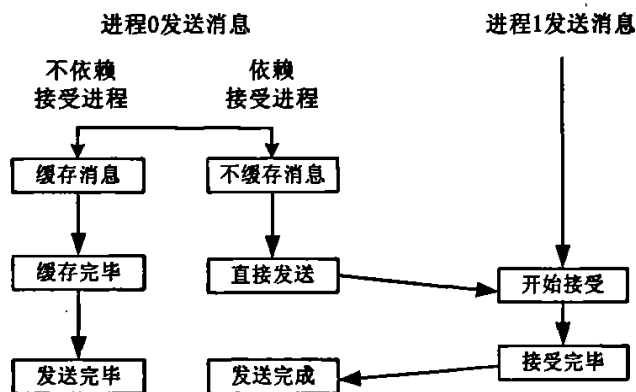 进程0发送消息
进程1发送消息
不依赖
接受进程
依赖
接受进程
缓存消息
不缓存消息
缓存完毕
直接发送
开始接受
发送完毕
发送完成
接受完毕